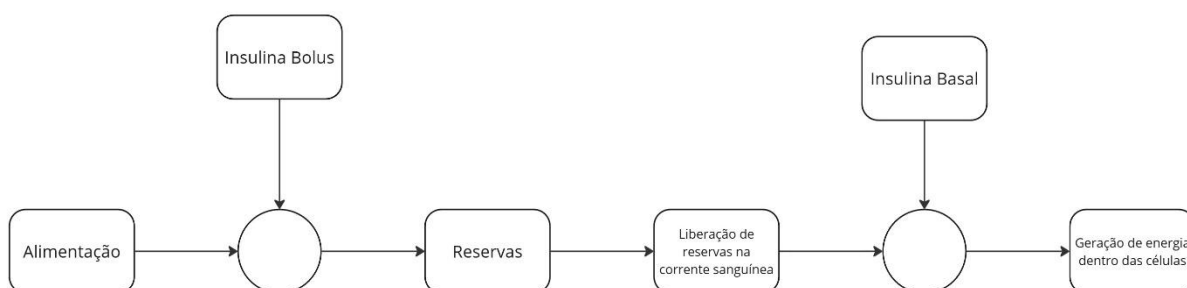 Insulina Bolus
Insulina Basal
Alimentação
Reservas
Liberação de
reservas na
corrente sanguínea
Geração de energia
dentro das células